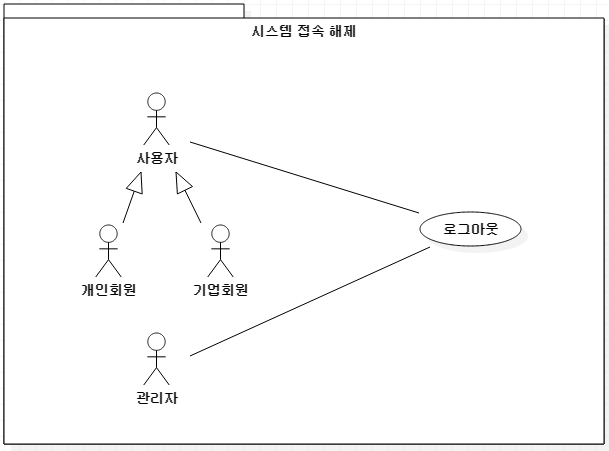 시스템 접속 해제
사용자
로그아웃
개인회원
기업회원
관리자